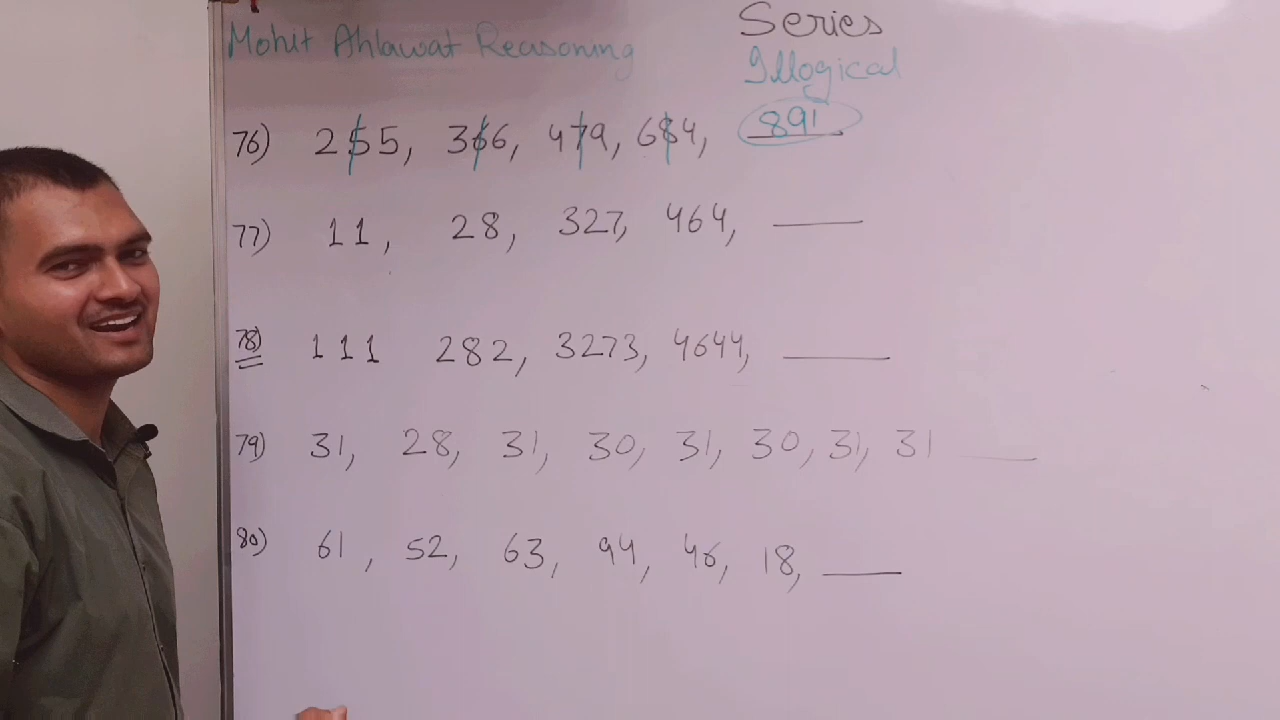 Mohit Ahlawat Reasoning
Series
Illogical
76) 255, 366, 479, 684, 891
77) 11, 28, 327, 464, ____
78) 111 282, 3273, 4644, ____
79) 31, 28, 31, 30, 31, 30, 31, 31 ____
80) 61, 52, 63, 94, 46, 18, ____